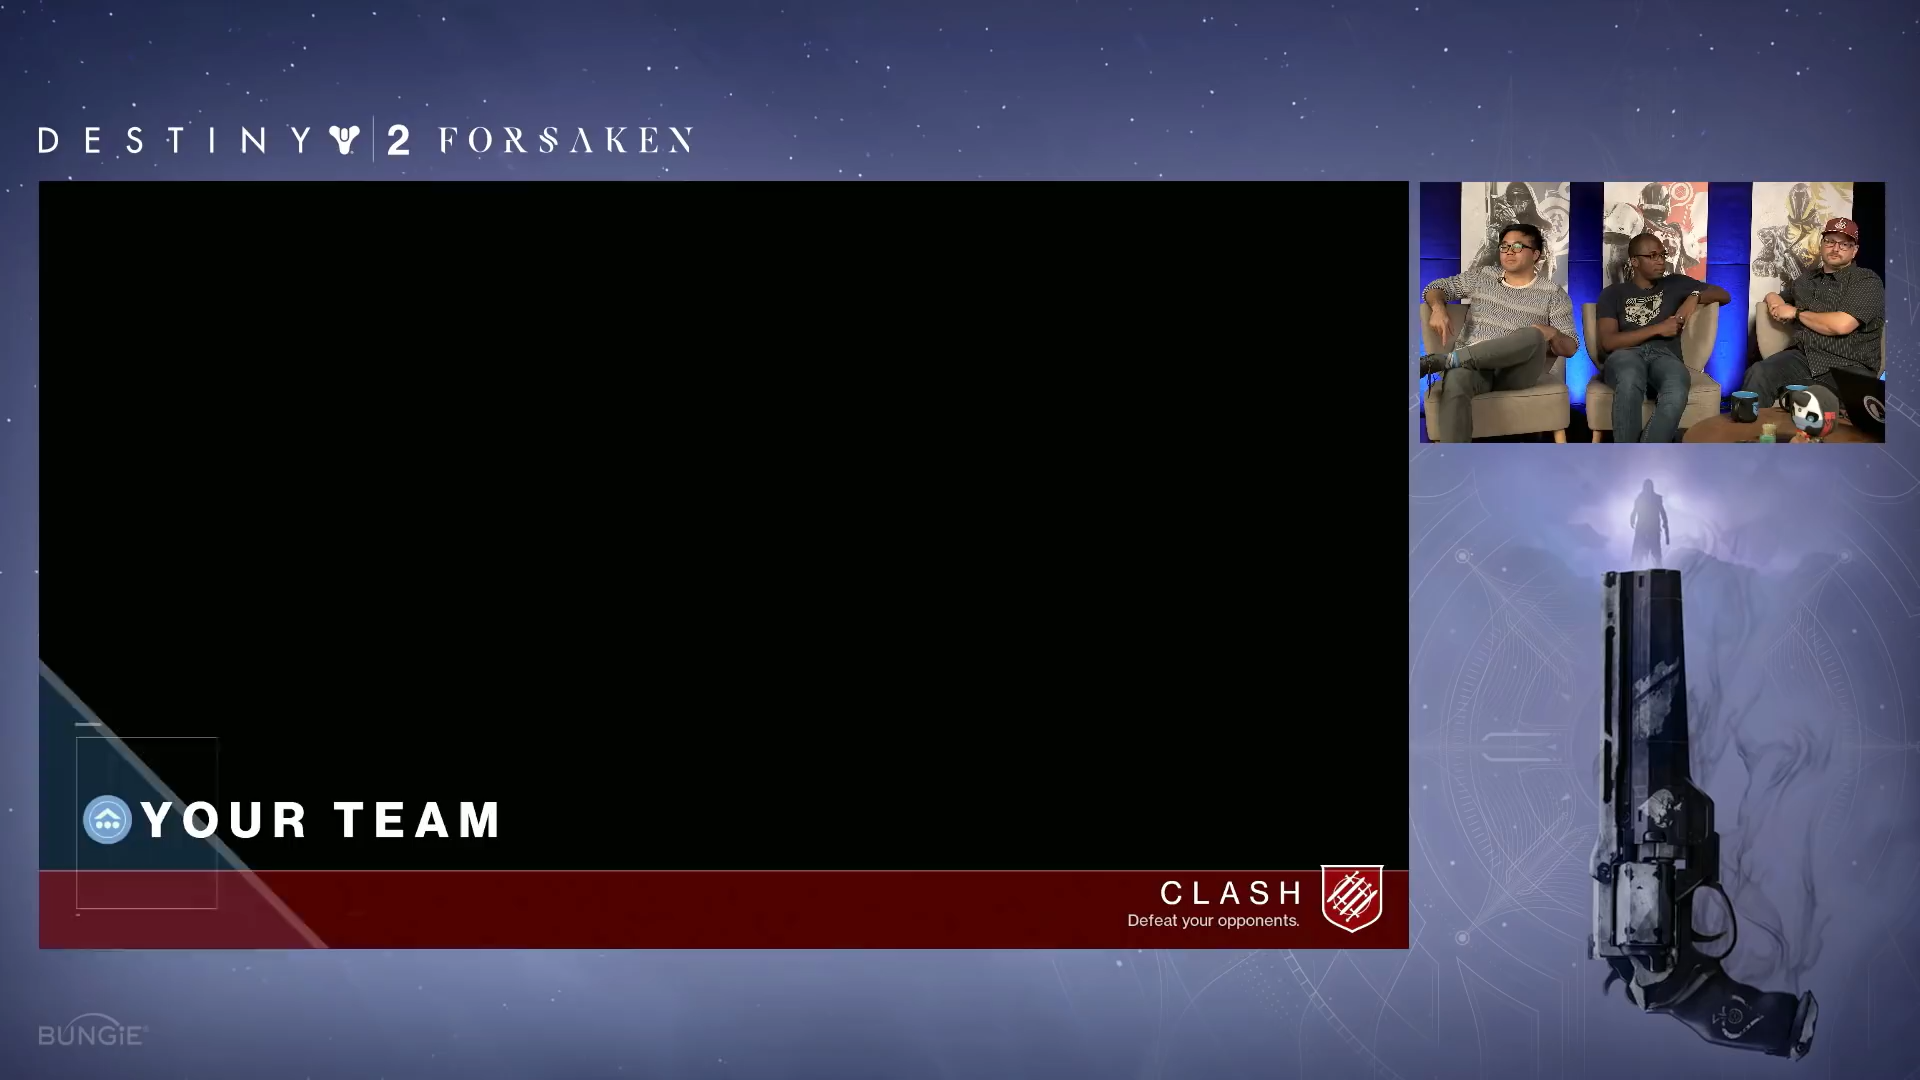 DESTINY 2 FORSAKEN
YOUR TEAM
CLASH
Defeat your opponents.
BUNGiE